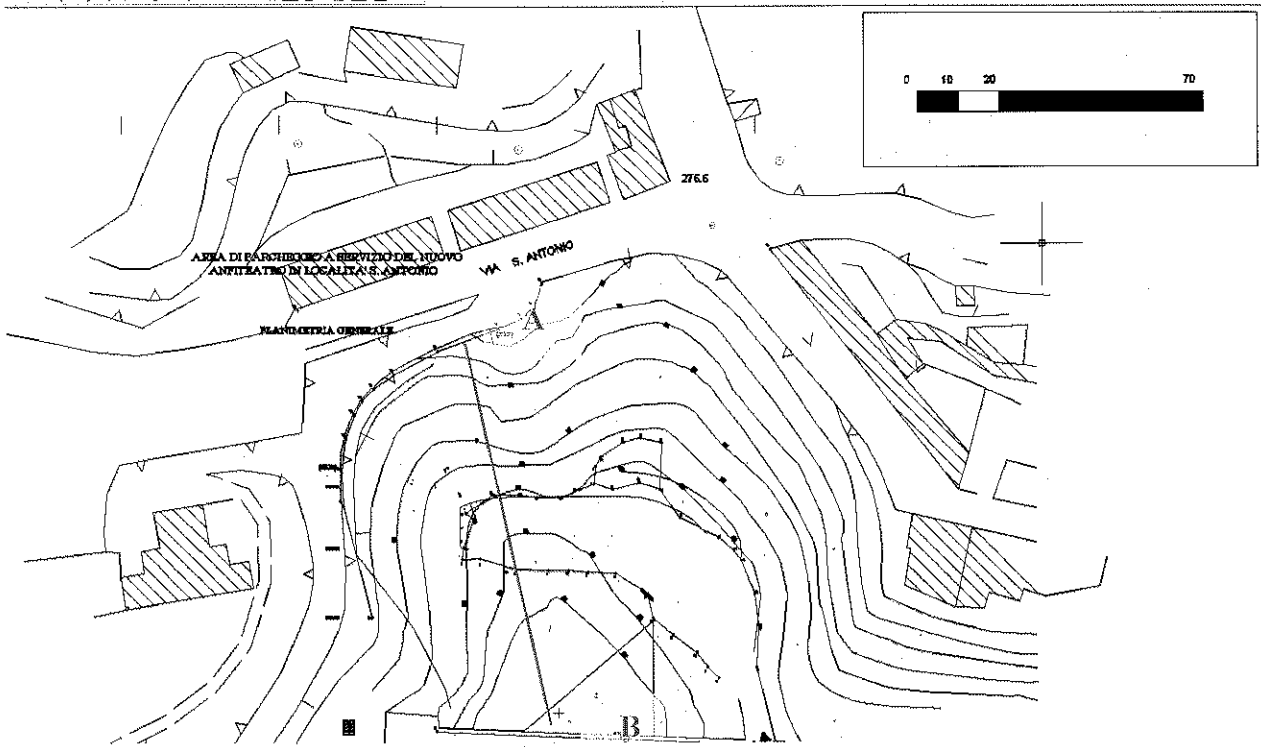 0 10 20 70
276.5
AREA DI PARCHEGGIO A SERVIZIO DEL NUOVO
ANFITEATRO IN LOCALITA' S. ANTONIO
VIA S. ANTONIO
PLANIMETRIA GENERALE
A
B